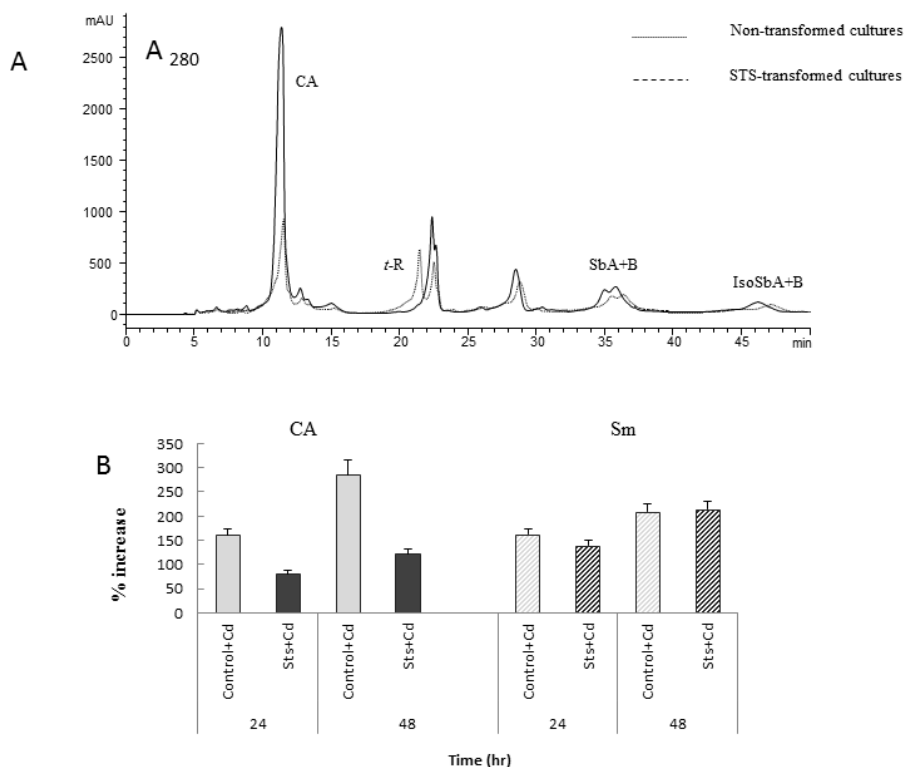 mAU
A
A 280
Non-transformed cultures
STS-transformed cultures
2500
2000
1500
1000
500
0
CA
t-R
SbA+B
IsoSbA+B
0 5 10 15 20 25 30 35 40 45 min
B
CA Sm
% increase
350
300
250
200
150
100
50
0
Control+Cd Sts+Cd Control+Cd Sts+Cd Control+Cd Sts+Cd Control+Cd Sts+Cd
24 48 24 48
Time (hr)